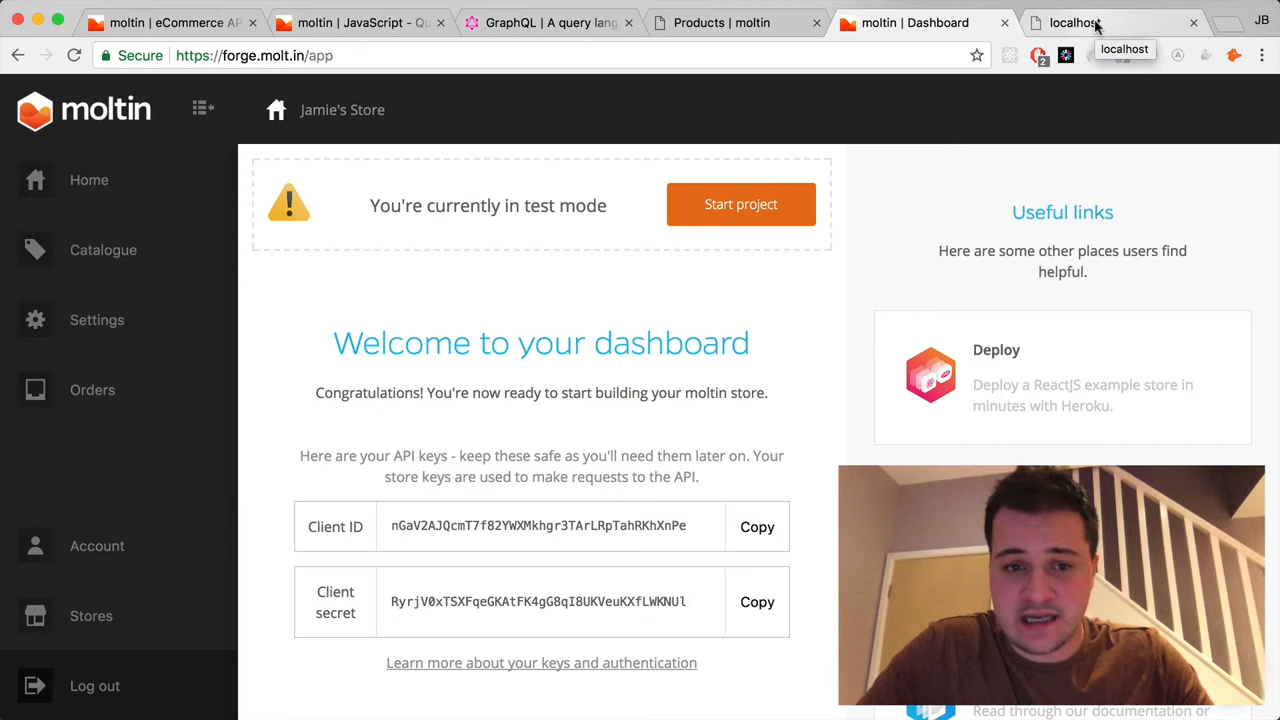 moltin | eCommerce AP
moltin | JavaScript - Qu
GraphQL | A query lang
Products | moltin
moltin | Dashboard
localhost
JB
Secure
https://forge.molt.in/app
2
localhost
moltin
Jamie's Store
Home
Catalogue
Settings
Orders
Account
Stores
Log out
You're currently in test mode
Start project
Welcome to your dashboard
Congratulations! You're now ready to start building your moltin store.
Here are your API keys - keep these safe as you'll need them later on. Your
store keys are used to make requests to the API.
Client ID
nGaV2AJQcmT7f82YWXMkhgr3TArLRpTahRKhXnPe
Copy
Client
secret
RyrjV0xTSXFqeGKAtFK4gG8qI8UKVeuKXfLWKNUl
Copy
Learn more about your keys and authentication
Useful links
Here are some other places users find
helpful.
Deploy
Deploy a ReactJS example store in
minutes with Heroku.
Read through our documentation or